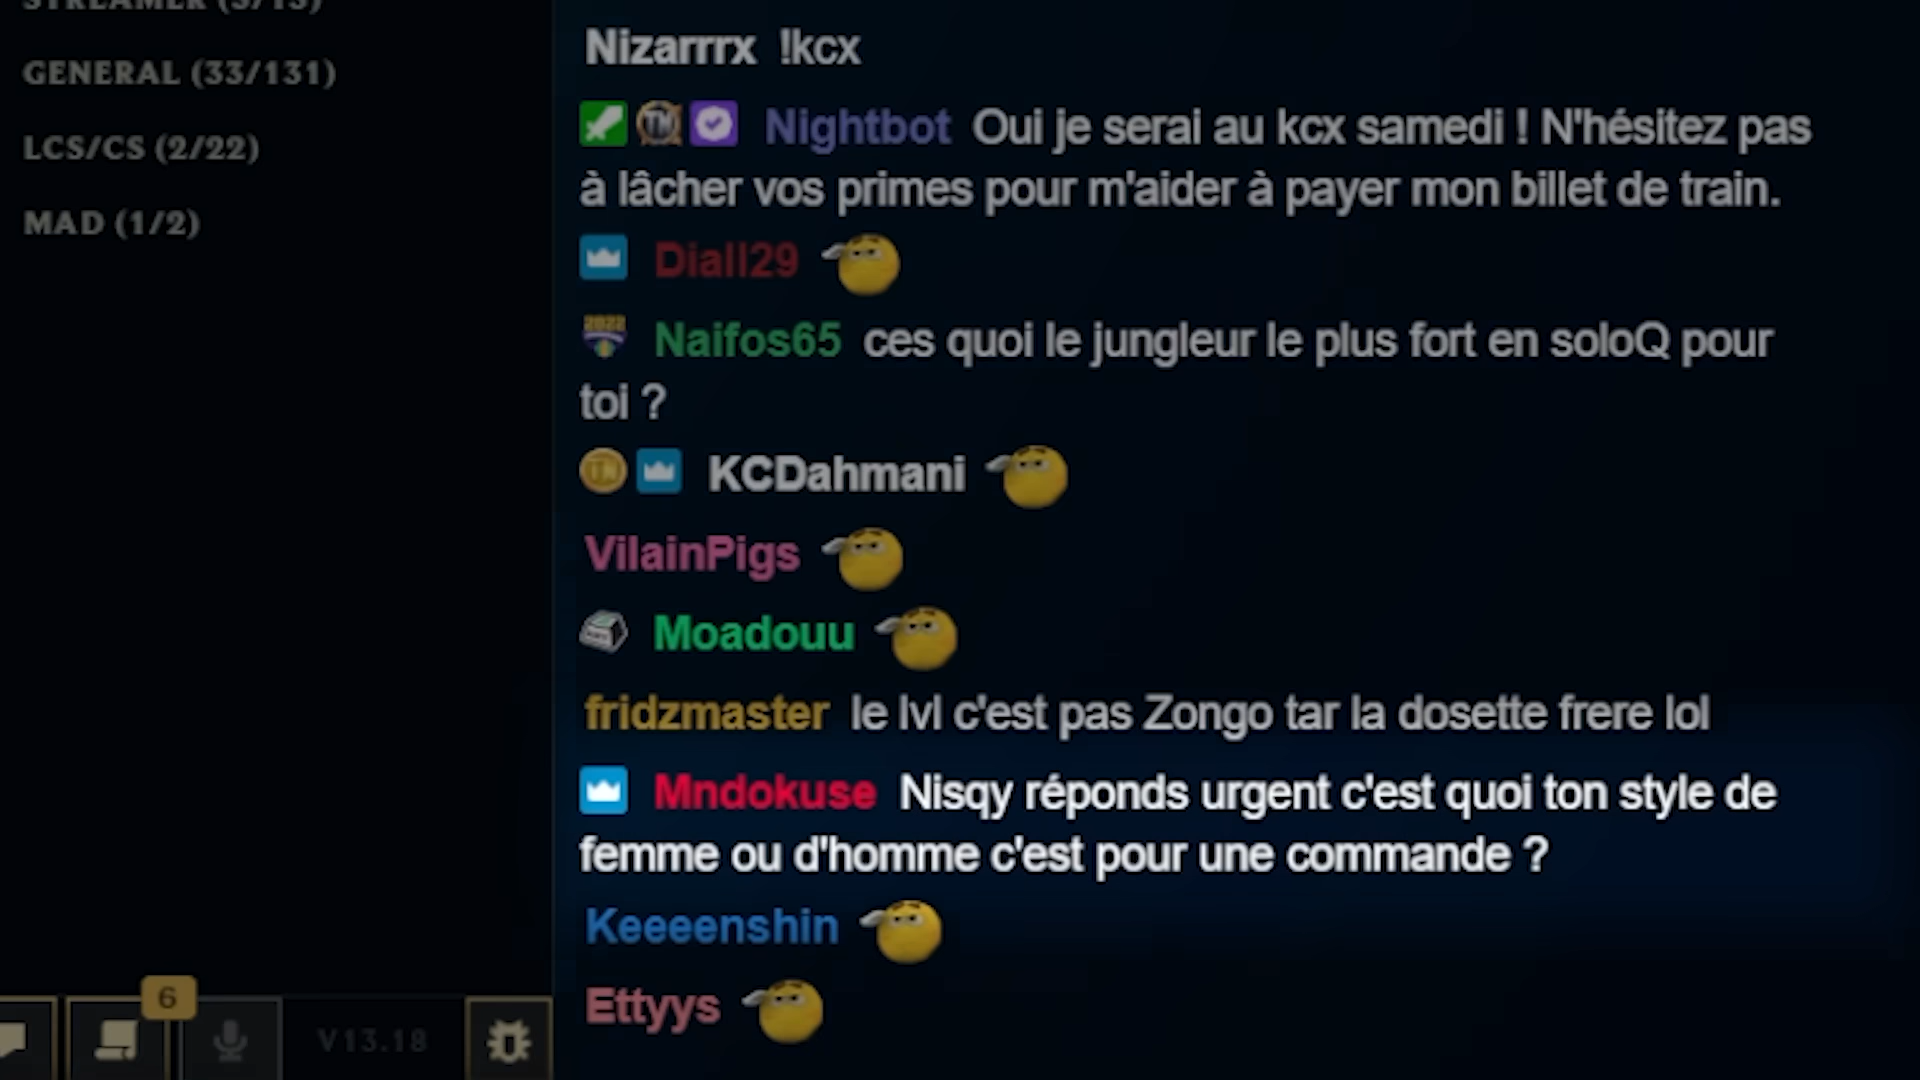 STREAMER (3/13)
GENERAL (33/131)
LCS/CS (2/22)
MAD (1/2)
6
V13.18
Nizarrrx !kcx
Nightbot Oui je serai au kcx samedi ! N'hésitez pas
à lâcher vos primes pour m'aider à payer mon billet de train.
Diall29
2022
Naifos65 ces quoi le jungleur le plus fort en soloQ pour
toi ?
KCDahmani
VilainPigs
Moadouu
fridzmaster le lvl c'est pas Zongo tar la dosette frere lol
Mndokuse Nisqy réponds urgent c'est quoi ton style de
femme ou d'homme c'est pour une commande ?
Keeeenshin
Ettyys